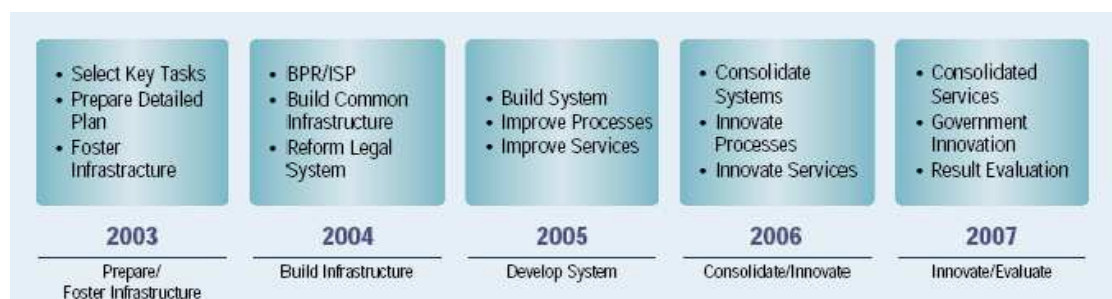 • Select Key Tasks
• Prepare Detailed
Plan
• Foster
Infrastracture
• BPR/ISP
• Build Common
Infrastructure
• Reform Legal
System
• Build System
• Improve Processes
• Improve Services
• Consolidate
Systems
• Innovate
Processes
• Innovate Services
• Consolidated
Services
• Government
Innovation
• Result Evaluation
2003
2004
2005
2006
2007
Prepare/
Foster Infrastructure
Build Infrastructure
Develop System
Consolidate/Innovate
Innovate/Evaluate